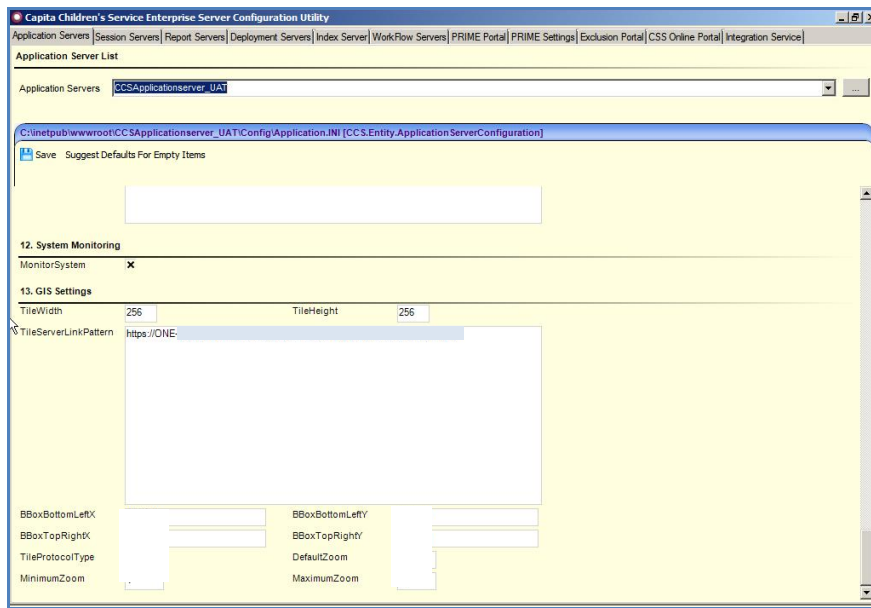 Capita Children's Service Enterprise Server Configuration Utility
Application Servers Session Servers Report Servers Deployment Servers Index Server WorkFlow Servers PRIME Portal PRIME Settings Exclusion Portal CSS Online Portal Integration Service
Application Server List
Application Servers CCSApplicationserver_UAT ...
C:\inetpub\wwwroot\CCSApplicationserver_UAT\Config\Application.INI [CCS.Entity.ApplicationServerConfiguration]
Save Suggest Defaults For Empty Items
12. System Monitoring
MonitorSystem
13. GIS Settings
TileWidth 256 TileHeight 256
TileServerLinkPattern https://ONE-
BBoxBottomLeftX BBoxBottomLeftY
BBoxTopRightX BBoxTopRightY
TileProtocolType DefaultZoom
MinimumZoom MaximumZoom